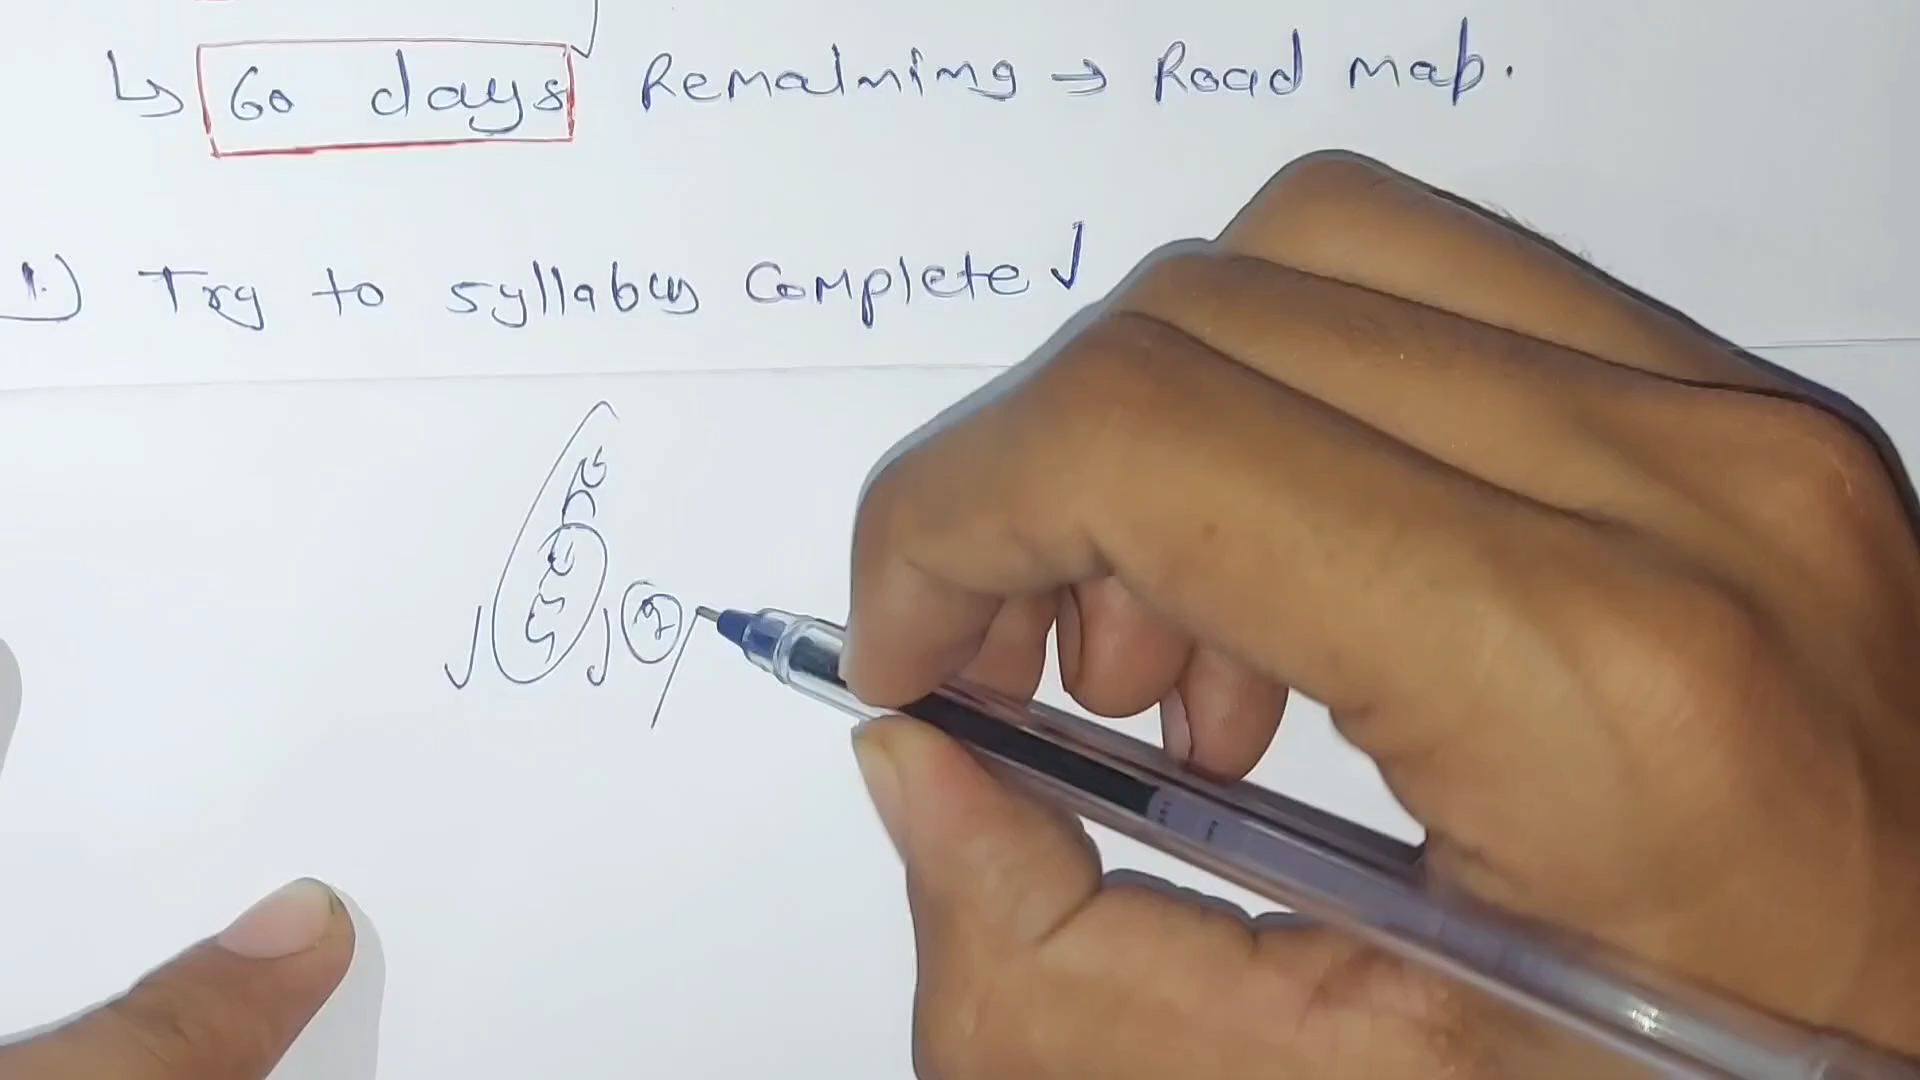 ↳ 60 days Remaining → Road map.
1.) Try to syllabus Complete ✓